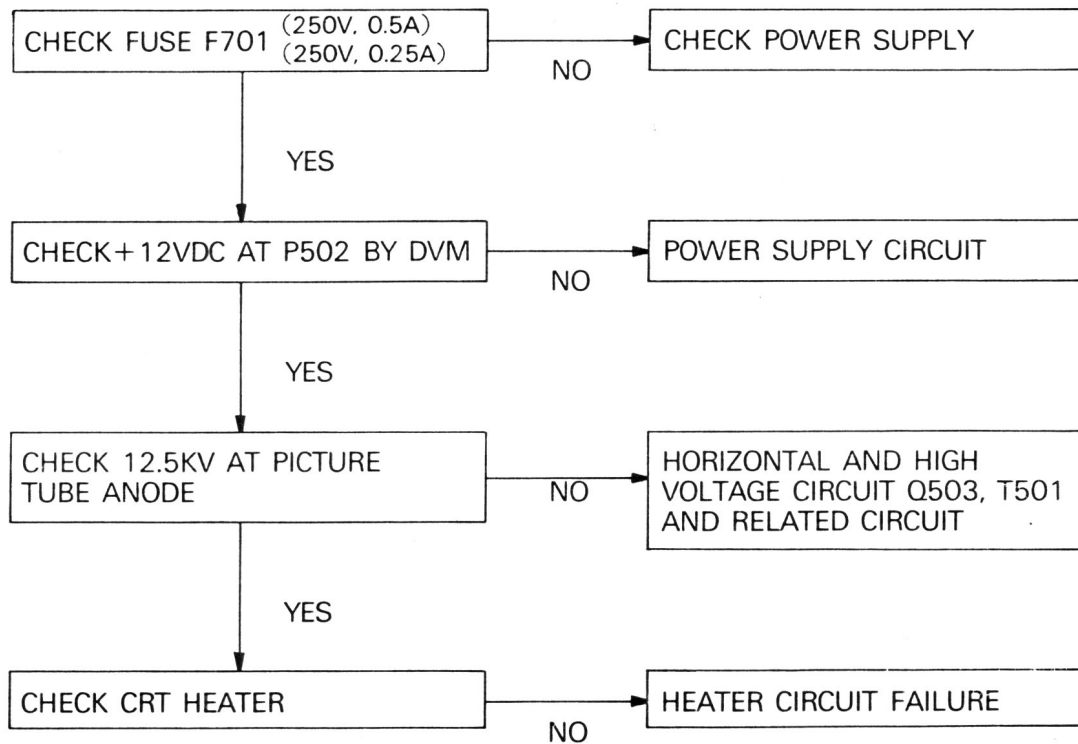 CHECK FUSE F701 (250V, 0.5A)
(250V, 0.25A)
NO
CHECK POWER SUPPLY
YES
CHECK+12VDC AT P502 BY DVM
NO
POWER SUPPLY CIRCUIT
YES
CHECK 12.5KV AT PICTURE
TUBE ANODE
NO
HORIZONTAL AND HIGH
VOLTAGE CIRCUIT Q503, T501
AND RELATED CIRCUIT
YES
CHECK CRT HEATER
NO
HEATER CIRCUIT FAILURE